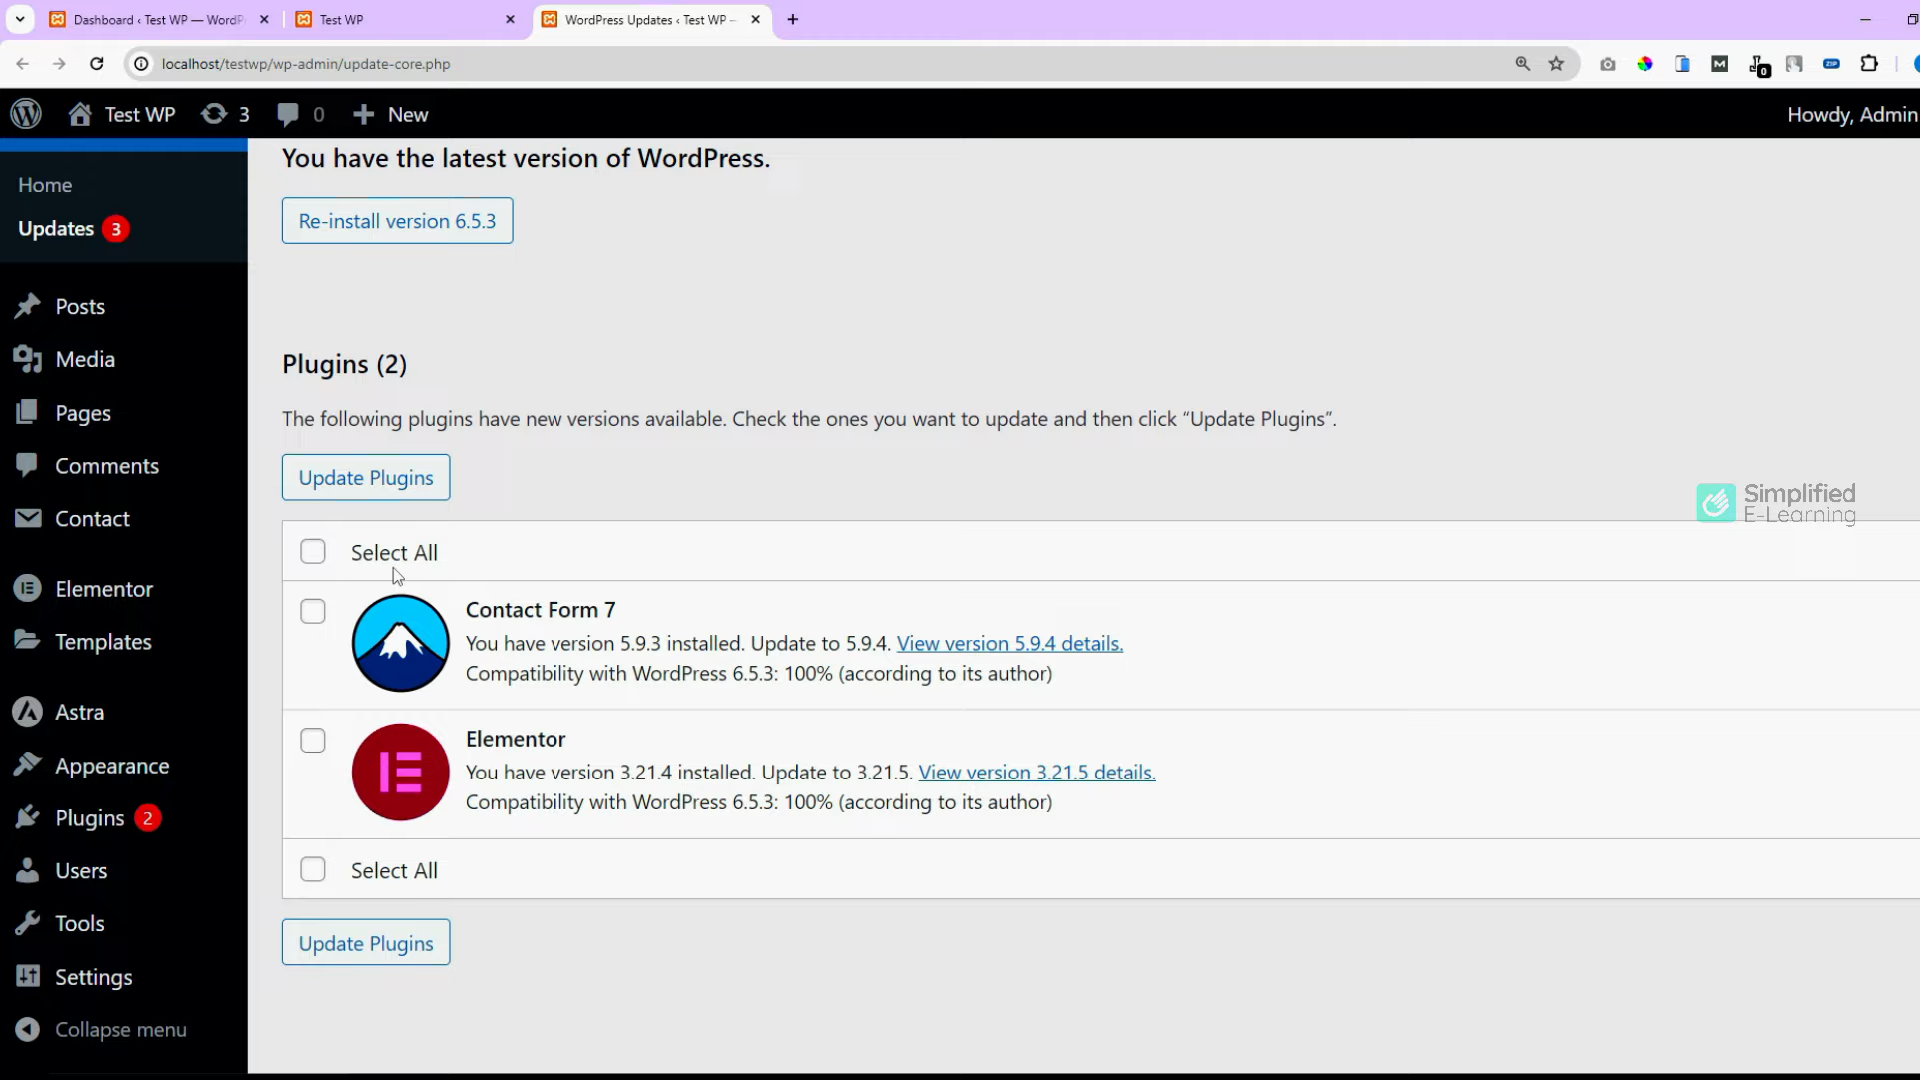 Dashboard ‹ Test WP — WordP
Test WP
WordPress Updates ‹ Test WP —
localhost/testwp/wp-admin/update-core.php
M
0
ZIP
Test WP
3
0
New
Howdy, Admin
Home
Updates 3
Posts
Media
Pages
Comments
Contact
Elementor
Templates
Astra
Appearance
Plugins 2
Users
Tools
Settings
Collapse menu
You have the latest version of WordPress.
Re-install version 6.5.3
Plugins (2)
The following plugins have new versions available. Check the ones you want to update and then click “Update Plugins”.
Update Plugins
Simplified
E-Learning
Select All
Contact Form 7
You have version 5.9.3 installed. Update to 5.9.4. View version 5.9.4 details.
Compatibility with WordPress 6.5.3: 100% (according to its author)
Elementor
You have version 3.21.4 installed. Update to 3.21.5. View version 3.21.5 details.
Compatibility with WordPress 6.5.3: 100% (according to its author)
Select All
Update Plugins